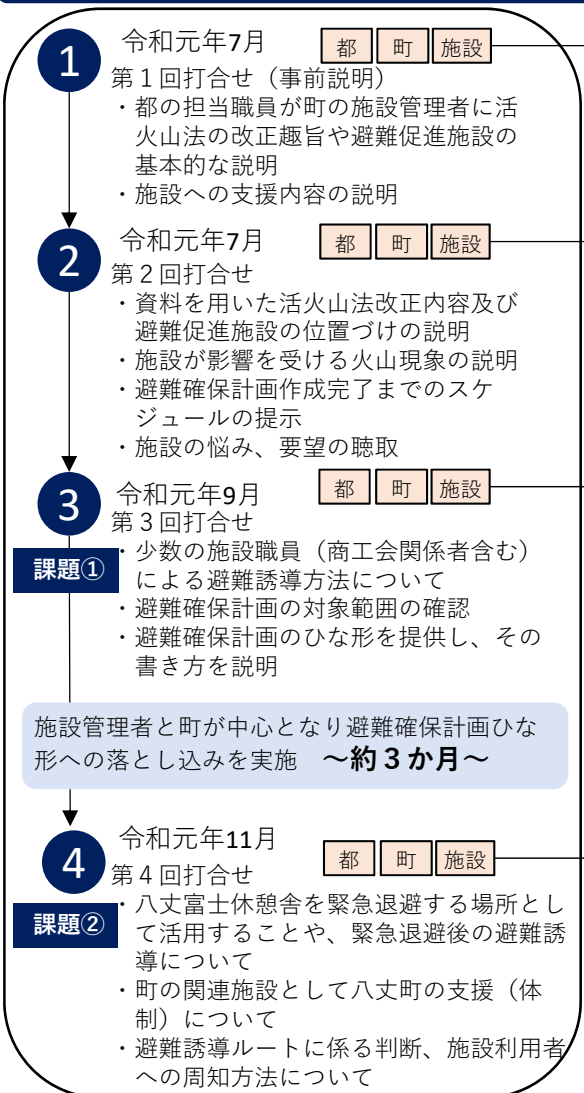 1
令和元年7月
都 町 施設
第１回打合せ（事前説明）
・都の担当職員が町の施設管理者に活
火山法の改正趣旨や避難促進施設の
基本的な説明
・施設への支援内容の説明
2
令和元年7月
都 町 施設
第２回打合せ
・資料を用いた活火山法改正内容及び
避難促進施設の位置づけの説明
・施設が影響を受ける火山現象の説明
・避難確保計画作成完了までのスケ
ジュールの提示
・施設の悩み、要望の聴取
3
令和元年9月
都 町 施設
第３回打合せ
課題①
・少数の施設職員（商工会関係者含む）
による避難誘導方法について
・避難確保計画の対象範囲の確認
・避難確保計画のひな形を提供し、その
書き方を説明
施設管理者と町が中心となり避難確保計画ひな
形への落とし込みを実施　～約３か月～
4
令和元年11月
都 町 施設
第４回打合せ
課題②
・八丈富士休憩舎を緊急退避する場所とし
て活用することや、緊急退避後の避難誘
導について
・町の関連施設として八丈町の支援（体
制）について
・避難誘導ルートに係る判断、施設利用者
への周知方法について